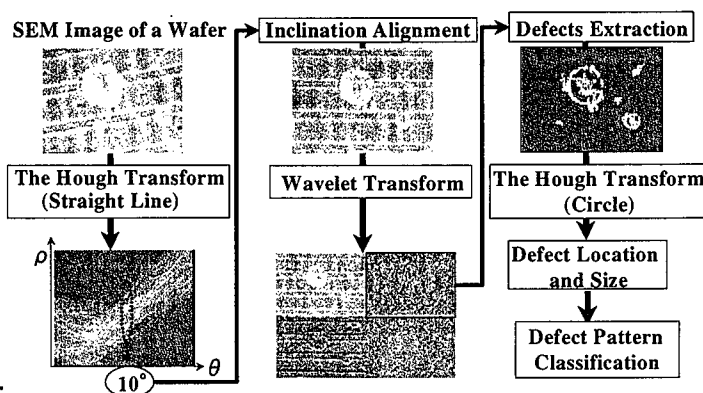 SEM Image of a Wafer
The Hough Transform
(Straight Line)
ρ
θ
10°
Inclination Alignment
Wavelet Transform
Defects Extraction
The Hough Transform
(Circle)
Defect Location
and Size
Defect Pattern
Classification